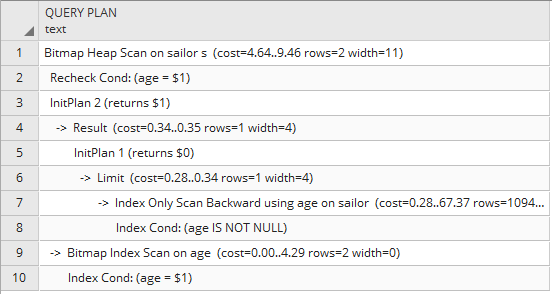 QUERY PLAN
text
1 Bitmap Heap Scan on sailor s (cost=4.64..9.46 rows=2 width=11)
2 Recheck Cond: (age = $1)
3 InitPlan 2 (returns $1)
4 -> Result (cost=0.34..0.35 rows=1 width=4)
5 InitPlan 1 (returns $0)
6 -> Limit (cost=0.28..0.34 rows=1 width=4)
7 -> Index Only Scan Backward using age on sailor (cost=0.28..67.37 rows=1094...
8 Index Cond: (age IS NOT NULL)
9 -> Bitmap Index Scan on age (cost=0.00..4.29 rows=2 width=0)
10 Index Cond: (age = $1)